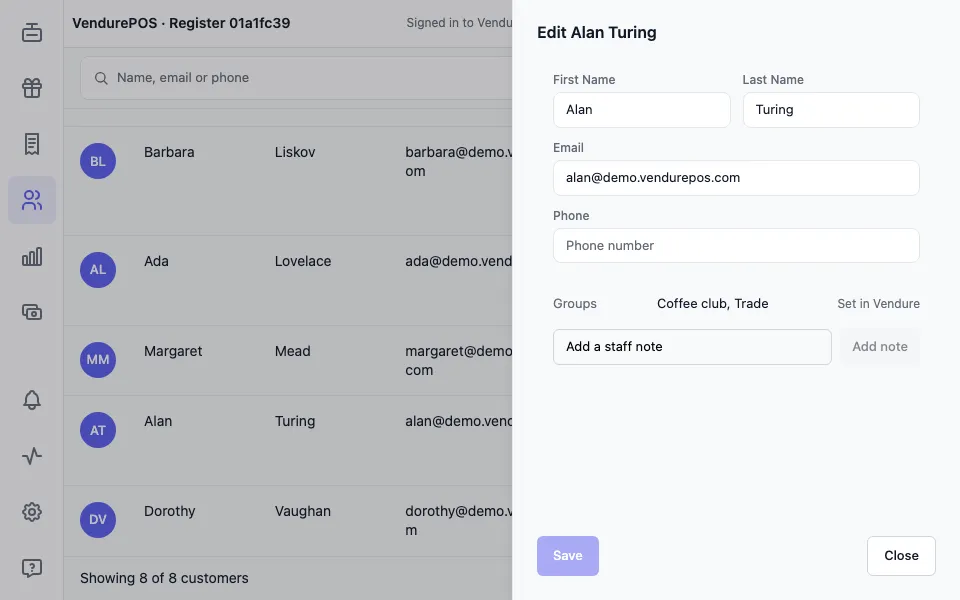 VendurePOS · Register 01a1fc39
Signed in to Vendu
Name, email or phone
BL Barbara Liskov barbara@demo.v
om
AL Ada Lovelace ada@demo.vend
MM Margaret Mead margaret@demo
com
AT Alan Turing alan@demo.vend
DV Dorothy Vaughan dorothy@demo.v
m
Showing 8 of 8 customers
Edit Alan Turing
First Name Last Name
Alan Turing
Email
alan@demo.vendurepos.com
Phone
Phone number
Groups Coffee club, Trade Set in Vendure
Add a staff note Add note
Save Close